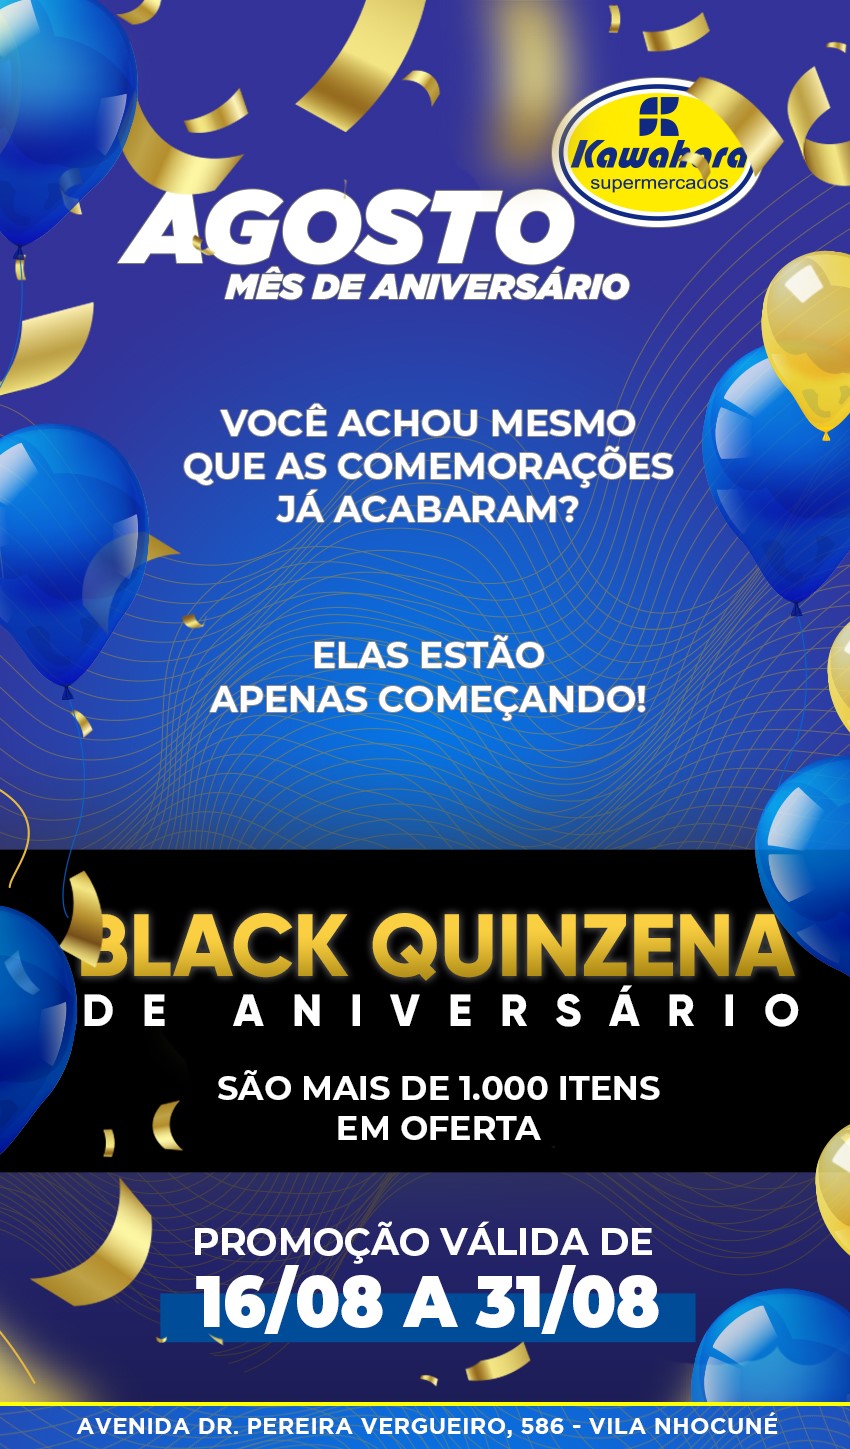 Kawahara
supermercados
AGOSTO
MÊS DE ANIVERSÁRIO
VOCÊ ACHOU MESMO
QUE AS COMEMORAÇÕES
JÁ ACABARAM?
ELAS ESTÃO
APENAS COMEÇANDO!
BLACK QUINZENA
DE ANIVERSÁRIO
SÃO MAIS DE 1.000 ITENS
EM OFERTA
PROMOÇÃO VÁLIDA DE
16/08 A 31/08
AVENIDA DR. PEREIRA VERGUEIRO, 586 - VILA NHOCUNÉ